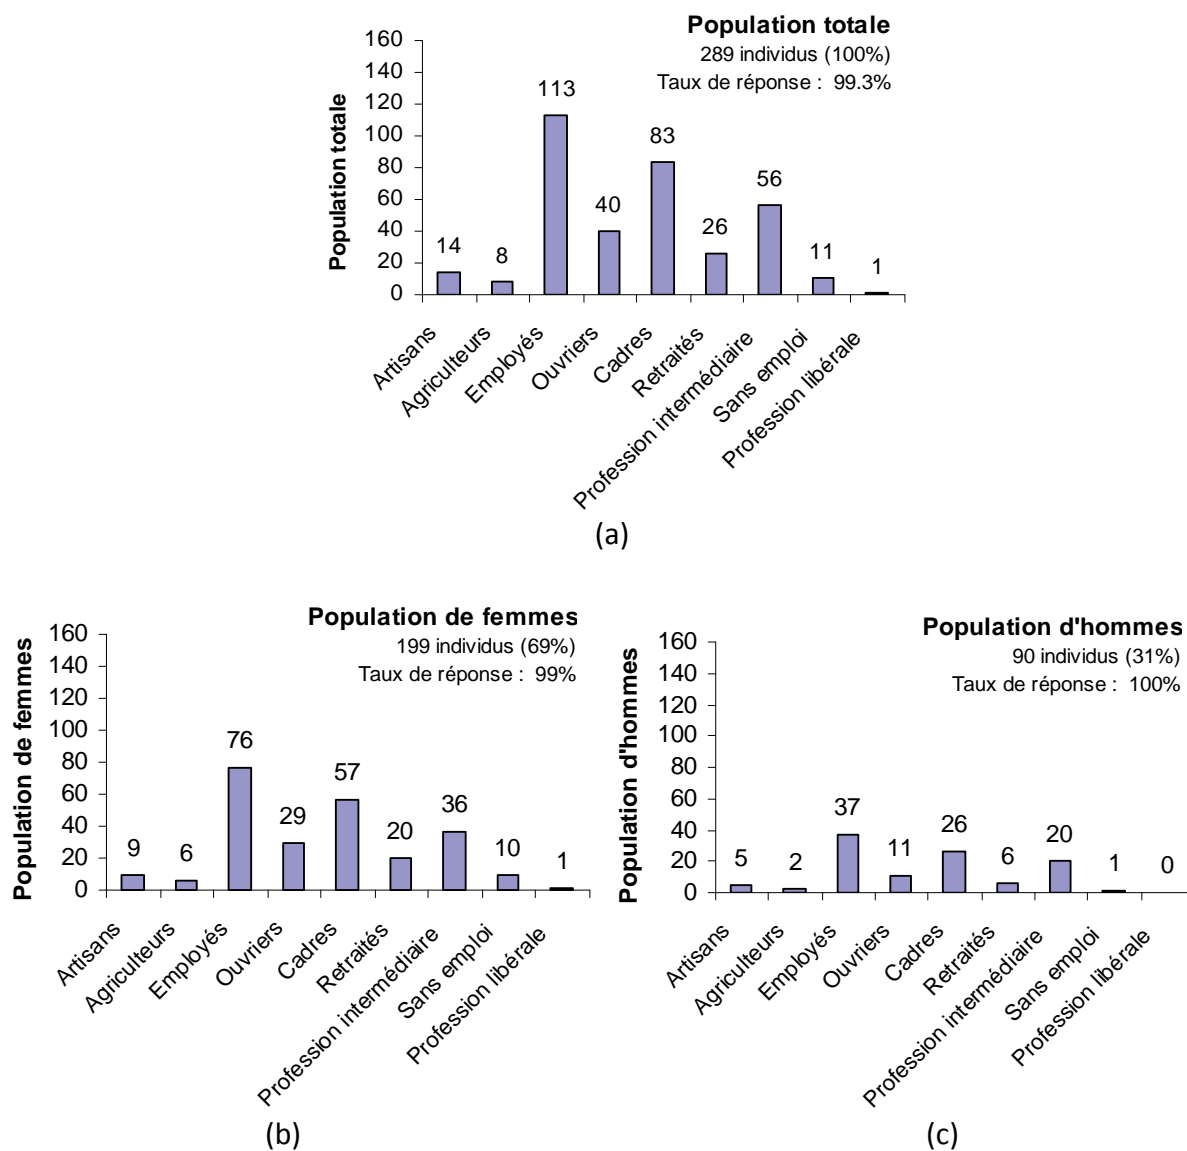 Population totale
289 individus (100%)
Taux de réponse : 99.3%
Population totale
160
140
120
100
80
60
40
20
0
14
8
113
40
83
26
56
11
1
Artisans
Agriculteurs
Employés
Ouvriers
Cadres
Retraités
Profession intermédiaire
Sans emploi
Profession libérale
(a)
Population de femmes
199 individus (69%)
Taux de réponse : 99%
Population de femmes
160
140
120
100
80
60
40
20
0
9
6
76
29
57
20
36
10
1
Artisans
Agriculteurs
Employés
Ouvriers
Cadres
Retraités
Profession intermédiaire
Sans emploi
Profession libérale
(b)
Population d'hommes
90 individus (31%)
Taux de réponse : 100%
Population d'hommes
160
140
120
100
80
60
40
20
0
5
2
37
11
26
6
20
1
0
Artisans
Agriculteurs
Employés
Ouvriers
Cadres
Retraités
Profession intermédiaire
Sans emploi
Profession libérale
(c)